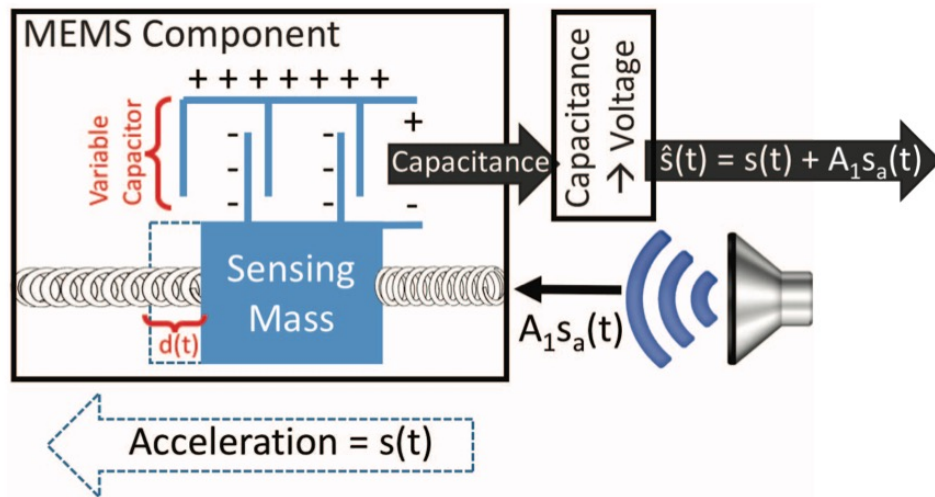 MEMS Component
+ + + + + + +
Variable
Capacitor
+
- -
- -
- - -
Capacitance
Capacitance
→ Voltage
ŝ(t) = s(t) + A₁sₐ(t)
Sensing
Mass
d(t)
A₁sₐ(t)
Acceleration = s(t)